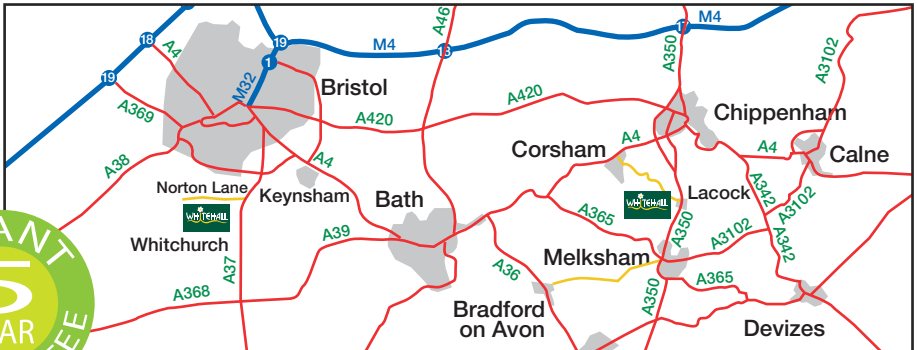 M4
A46
17
M4
A350
A3102
18
A4
19
1
19
M32
A369
Bristol
A420
A420
Chippenham
A38
A4
Corsham
A4
A4
Calne
Norton Lane
Keynsham
Bath
WHITEHALL
WHITEHALL
Lacock
A342
A3102
Whitchurch
A39
A365
A350
A3102
A342
A37
A36
Melksham
A365
A368
A350
Bradford
on Avon
Devizes
ANT
5
AR
EE